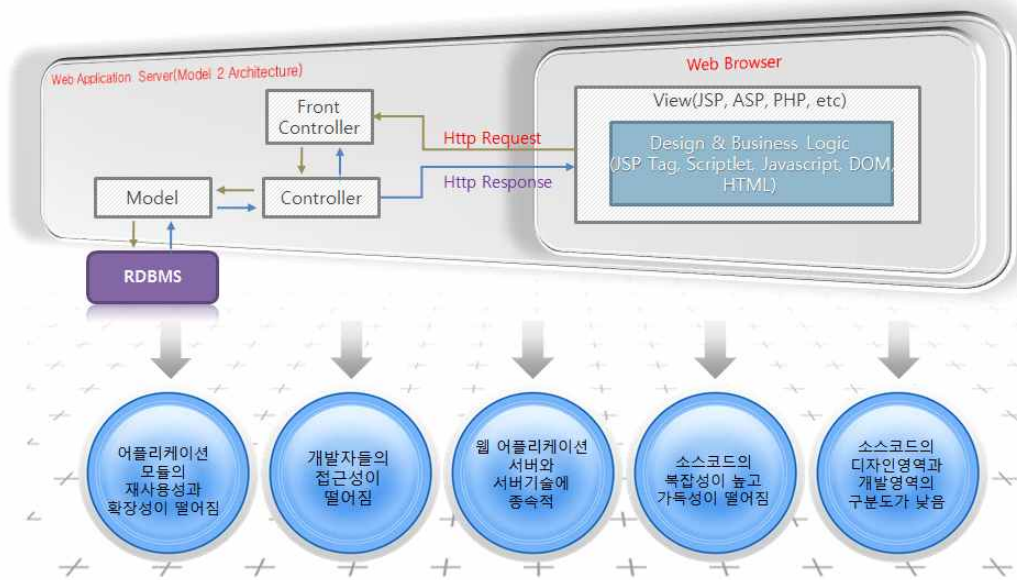 Web Application Server(Model 2 Architecture)
Web Browser
View(JSP, ASP, PHP, etc)
Design & Business Logic
(JSP Tag, Scriptlet, Javascript, DOM,
HTML)
Front
Controller
Http Request
Http Response
Model
Controller
RDBMS
어플리케이션
모듈의
재사용성과
확장성이 떨어짐
개발자들의
접근성이
떨어짐
웹 어플리케이션
서버와
서버기술에
종속적
소스코드의
복잡성이 높고
가독성이 떨어짐
소스코드의
디자인영역과
개발영역의
구분도가 낮음